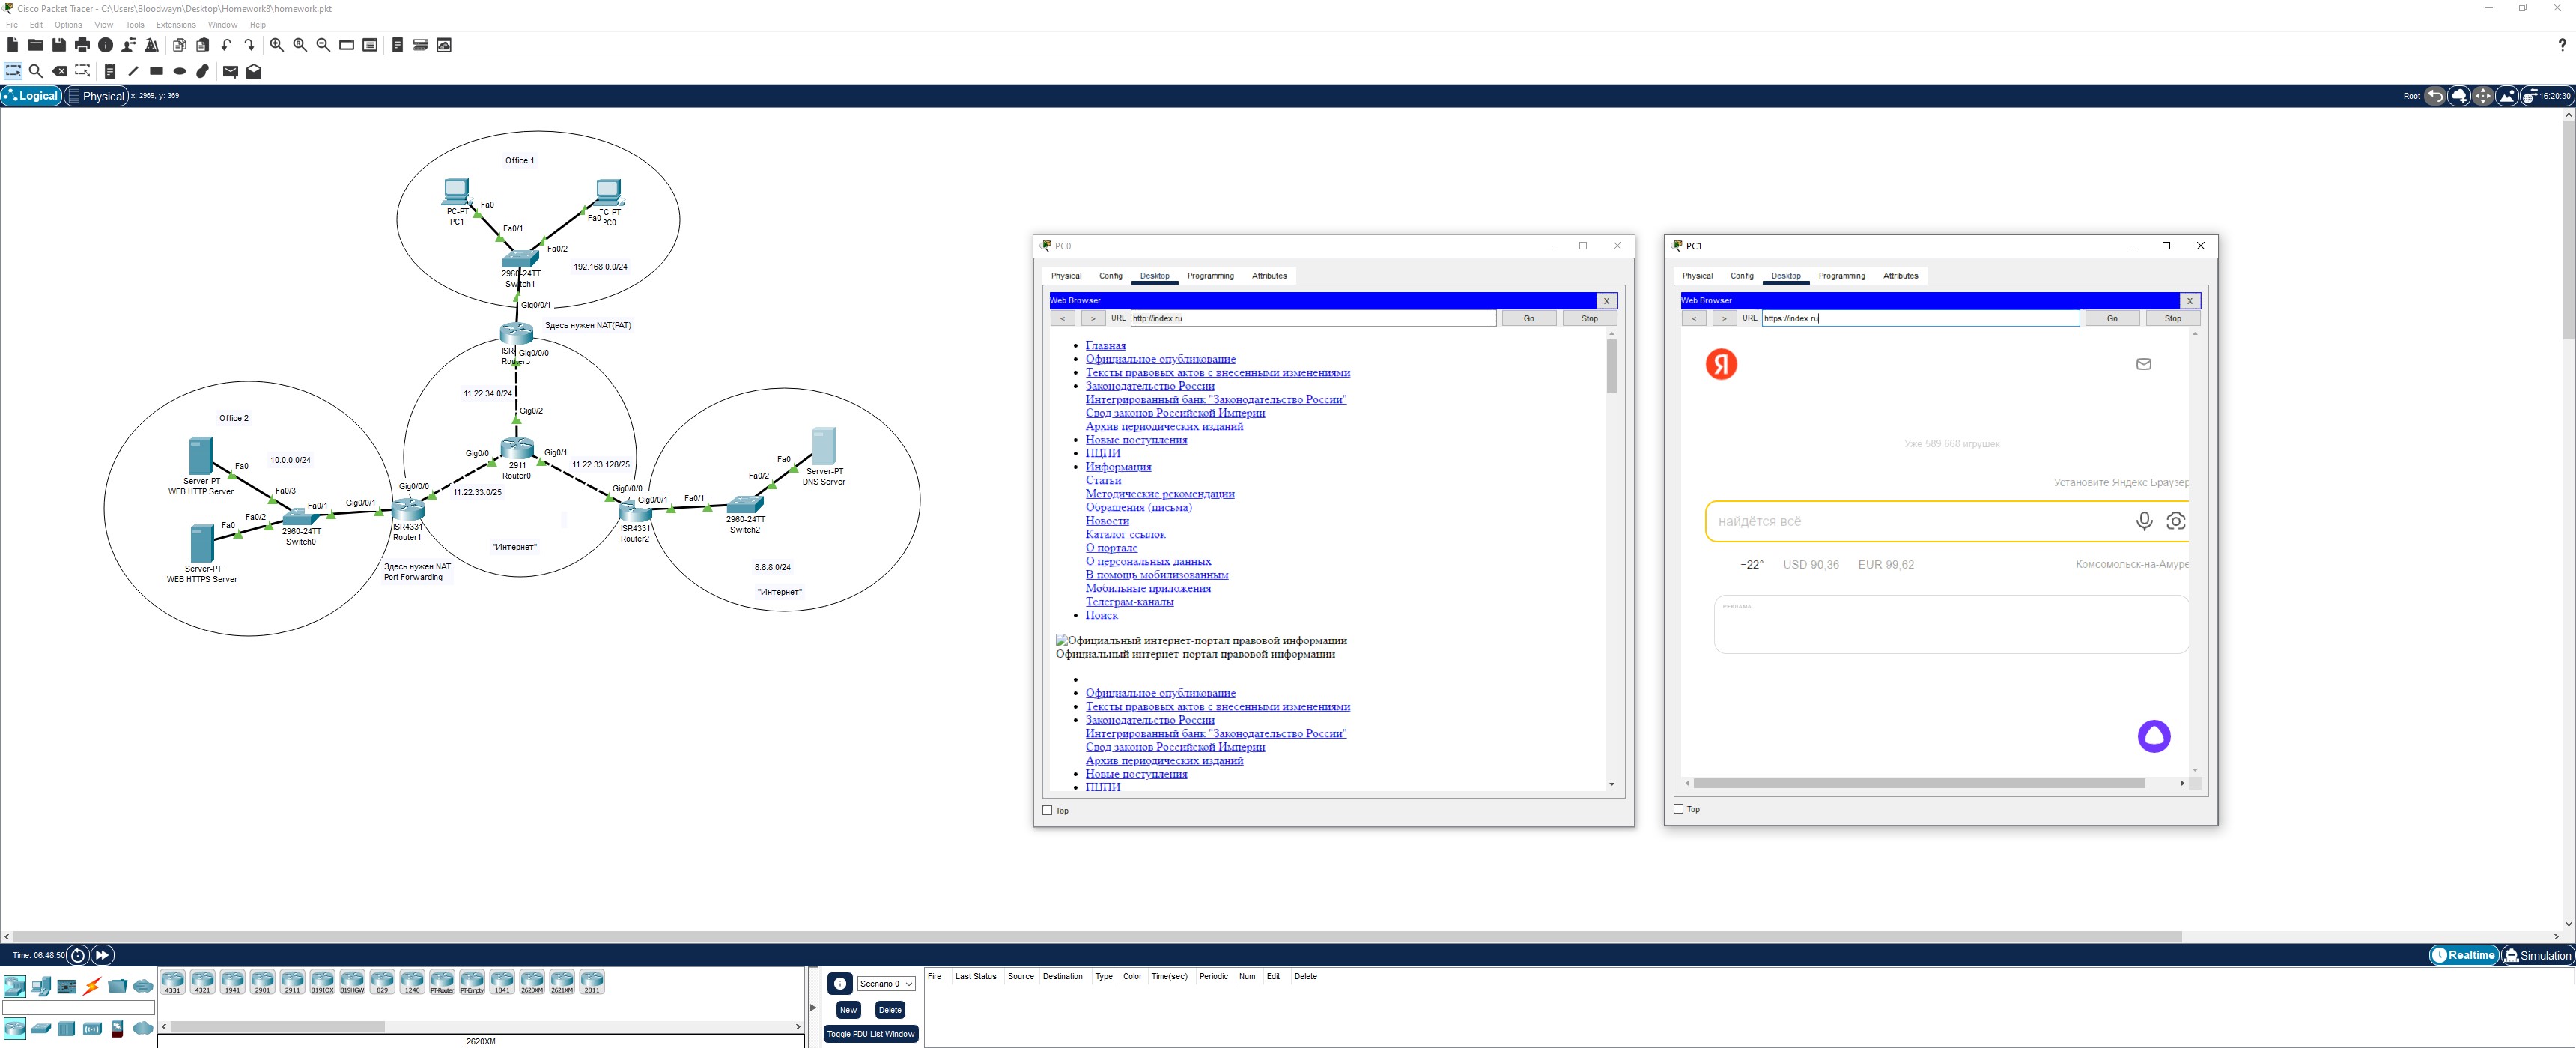 Cisco Packet Tracer - C:\Users\Bloodwayn\Desktop\Homework8\homework.pkt
File Edit Options View Tools Extensions Window Help
Logical Physical x: 2969, y: 369 Root 16:20:30
Office 1
PC-PT
PC1
Fa0
C-PT
PC0
Fa0
Fa0/1
Fa0/2
2960-24TT
Switch1
192.168.0.0/24
Gig0/0/1
Здесь нужен NAT(PAT)
Gig0/0/0
11.22.34.0/24
Gig0/2
Gig0/0
Gig0/1
2911
Router0
11.22.33.128/25
11.22.33.0/25
"Интернет"
Office 2
10.0.0.0/24
Server-PT
WEB HTTP Server
Fa0
Fa0/3
Fa0/1
Gig0/0/1
Gig0/0/0
Fa0
Fa0/2
2960-24TT
Switch0
Server-PT
WEB HTTPS Server
ISR4331
Router1
Здесь нужен NAT
Port Forwarding
Gig0/0/0
Gig0/0/1
ISR4331
Router2
Fa0/1
Fa0/2
Fa0
2960-24TT
Switch2
Server-PT
DNS Server
8.8.8.0/24
"Интернет"
PC0
Physical Config Desktop Programming Attributes
Web Browser X
< > URL http://index.ru Go Stop
Главная
Официальное опубликование
Тексты правовых актов с внесенными изменениями
Законодательство России
Интегрированный банк "Законодательство России"
Свод законов Российской Империи
Архив периодических изданий
Новые поступления
ПЦПИ
Информация
Статьи
Методические рекомендации
Обращения (письма)
Новости
Каталог ссылок
О портале
О персональных данных
В помощь мобилизованным
Мобильные приложения
Телеграм-каналы
Поиск
Официальный интернет-портал правовой информации
Официальный интернет-портал правовой информации
Официальное опубликование
Тексты правовых актов с внесенными изменениями
Законодательство России
Интегрированный банк "Законодательство России"
Свод законов Российской Империи
Архив периодических изданий
Новые поступления
ПЦПИ
Top
PC1
Physical Config Desktop Programming Attributes
Web Browser X
< > URL https://index.ru Go Stop
Я
Уже 589 668 игрушек
Установите Яндекс Браузер
найдётся всё
−22° USD 90,36 EUR 99,62 Комсомольск-на-Амуре
РЕКЛАМА
Top
Time: 06:48:50 Realtime Simulation
4331 4321 1941 2901 2911 819IOX 819HGW 829 1240 PT-Router PT-Empty 1841 2620XM 2621XM 2811
2620XM
Scenario 0
New Delete
Toggle PDU List Window
Fire Last Status Source Destination Type Color Time(sec) Periodic Num Edit Delete